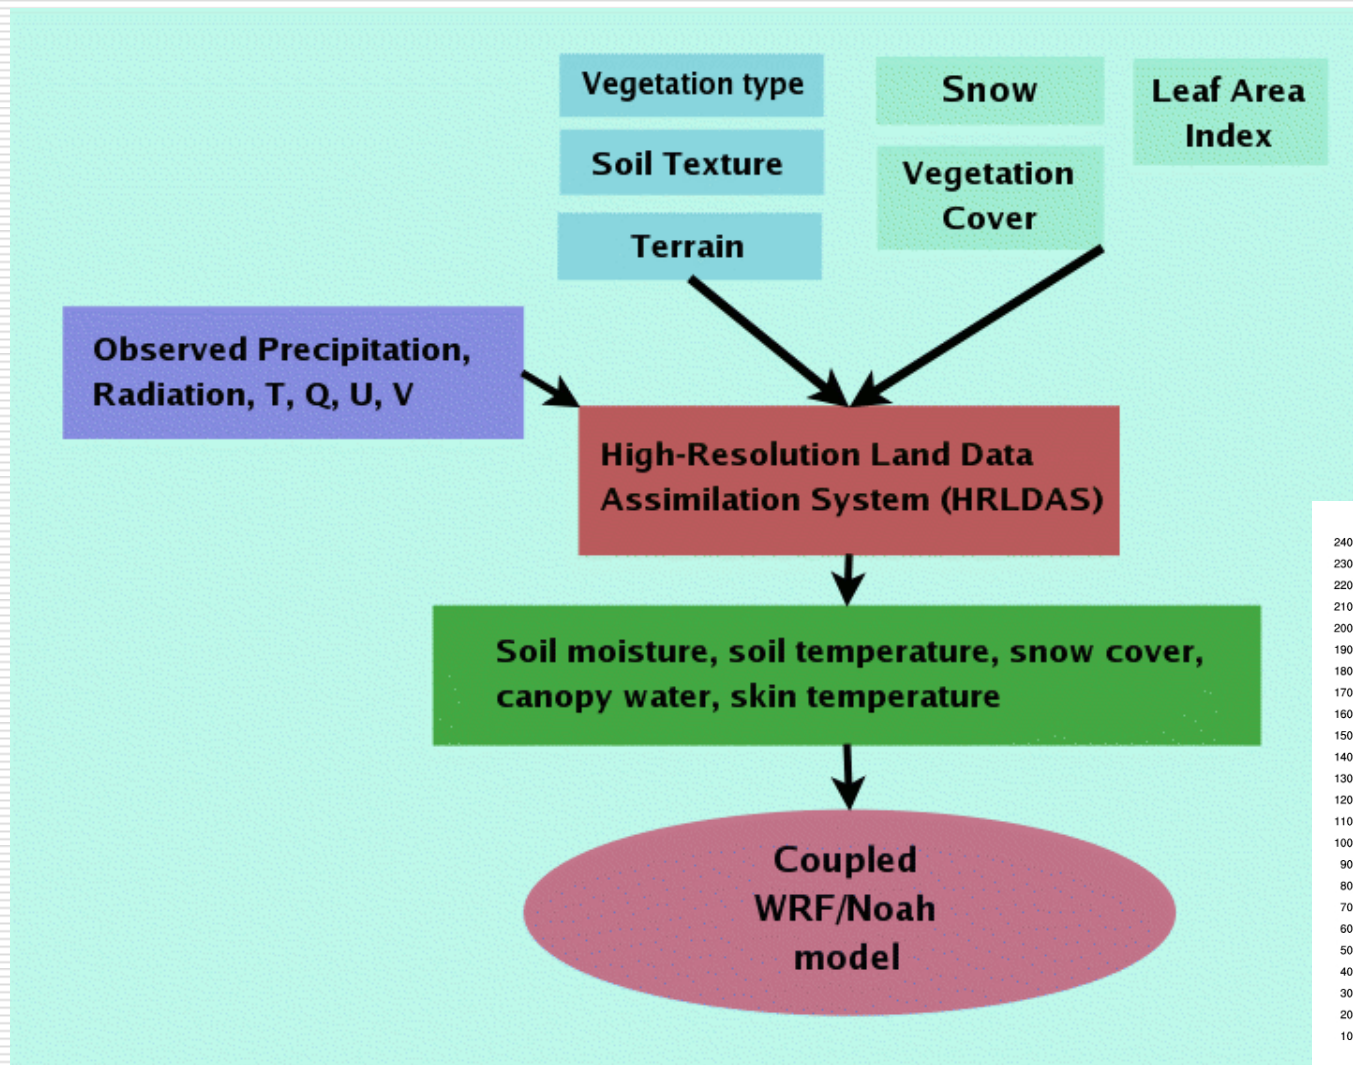 Vegetation type
Soil Texture
Terrain
Snow
Vegetation
Cover
Leaf Area
Index
Observed Precipitation,
Radiation, T, Q, U, V
High-Resolution Land Data
Assimilation System (HRLDAS)
Soil moisture, soil temperature, snow cover,
canopy water, skin temperature
Coupled
WRF/Noah
model
240
230
220
210
200
190
180
170
160
150
140
130
120
110
100
90
80
70
60
50
40
30
20
10